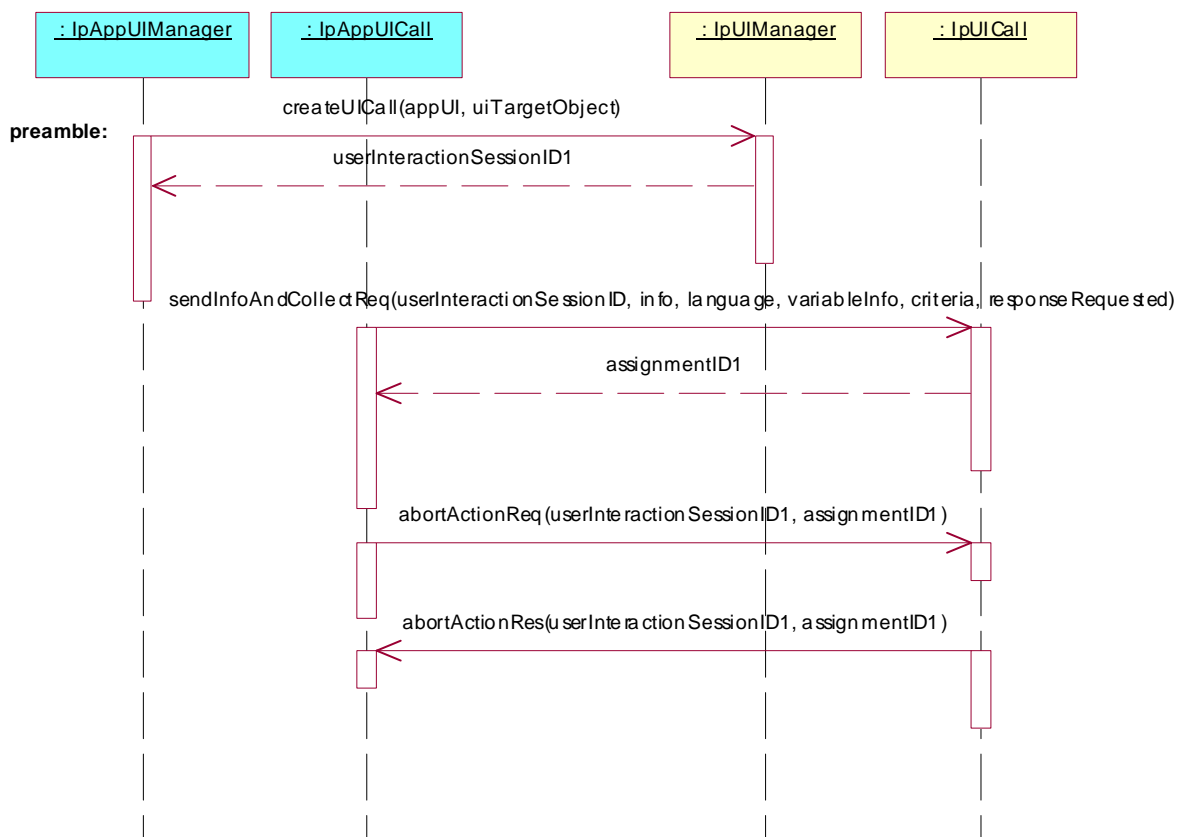 : IpAppUIManager
: IpAppUICall
: IpUIManager
: IpUICall
createUICall(appUI, uiTargetObject)
preamble:
userInteractionSessionID1
sendInfoAndCollectReq(userInteractionSessionID, info, language, variableInfo, criteria, responseRequested)
assignmentID1
abortActionReq(userInteractionSessionID1, assignmentID1)
abortActionRes(userInteractionSessionID1, assignmentID1)